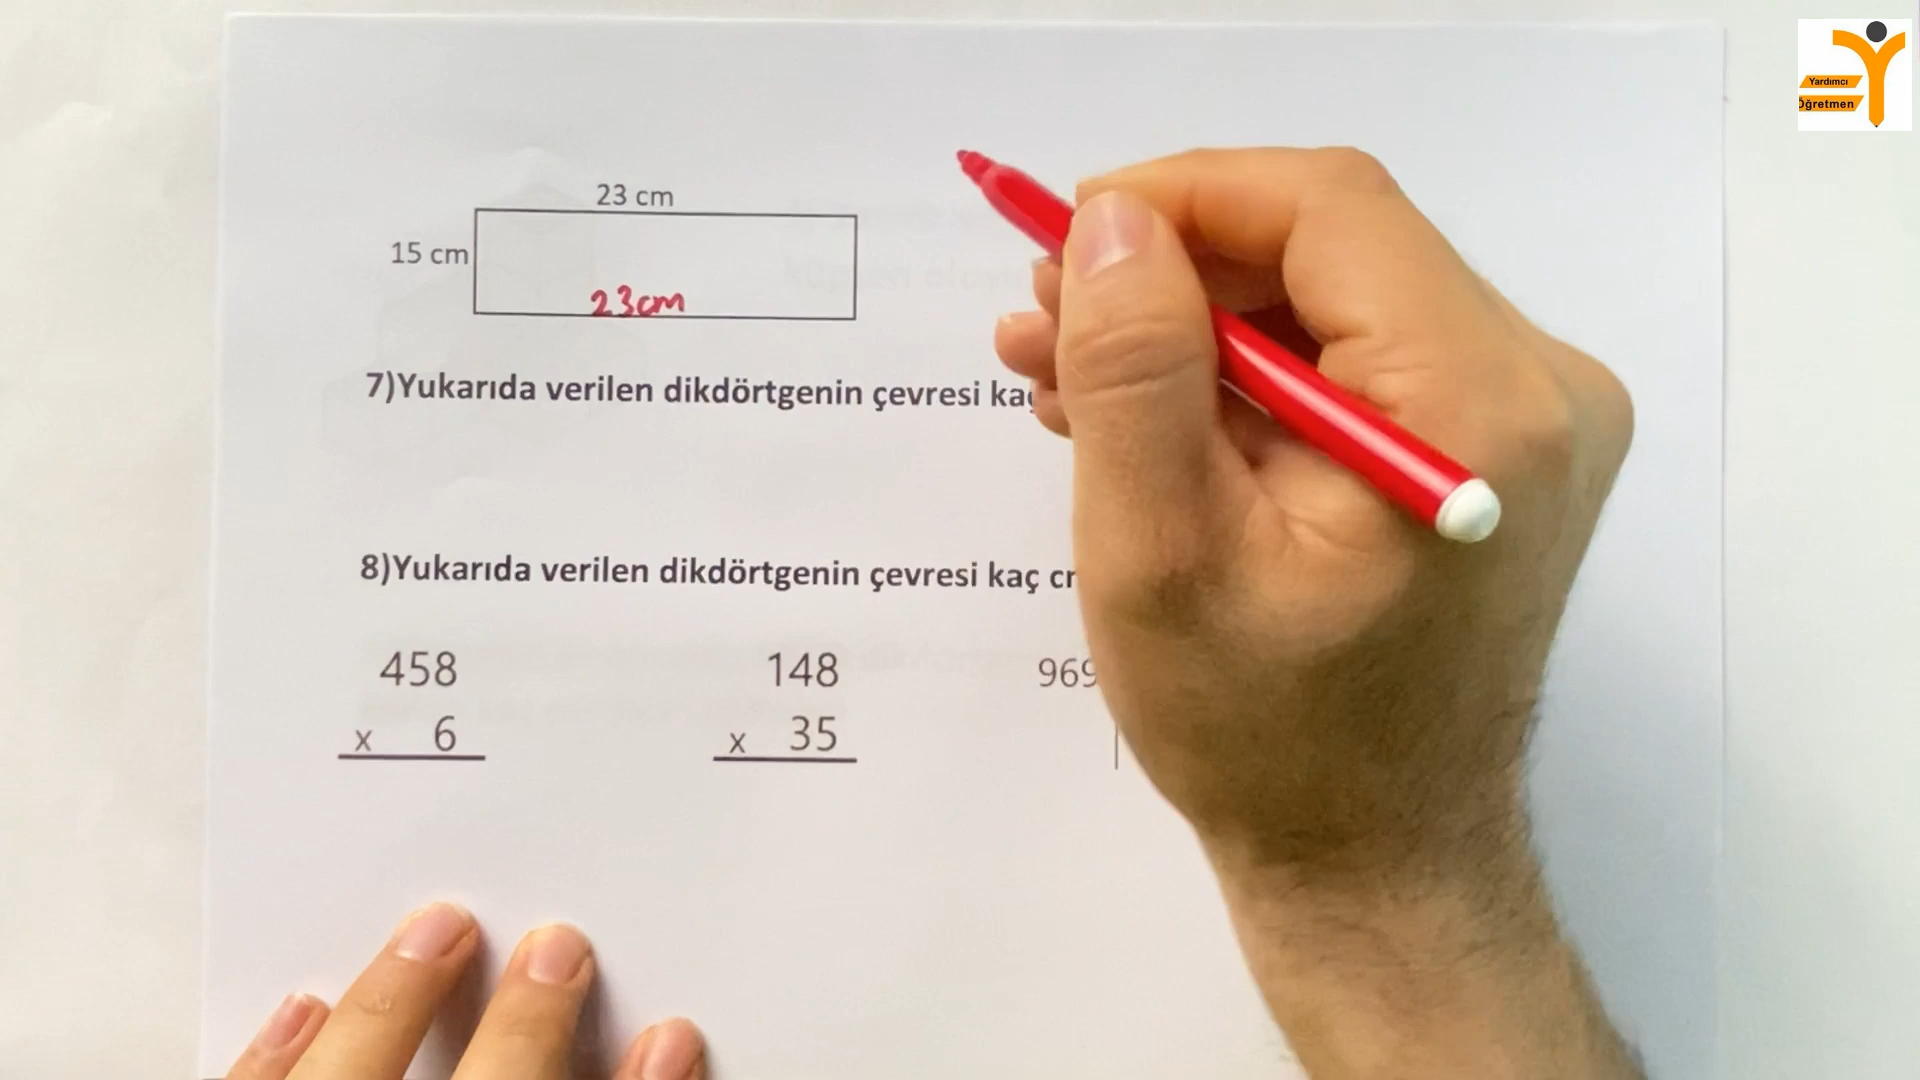 Yardımcı
Öğretmen
23 cm
15 cm
23cm
7)Yukarıda verilen dikdörtgenin çevresi
8)Yukarıda verilen dikdörtgenin çevresi kaç
458
x 6
148
x 35
969